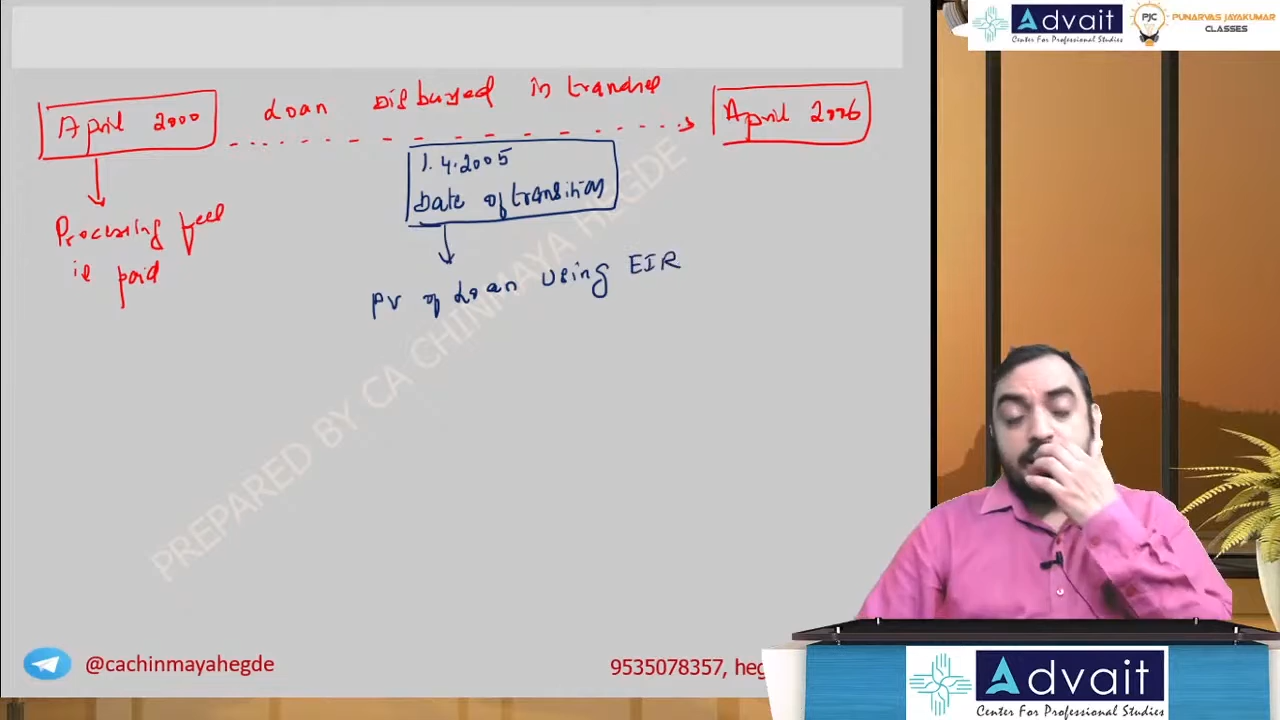 Advait
Center For Professional Studies
PJC
PUNARVAS JAYAKUMAR
CLASSES
April 2000
Loan Disbursed in tranches
April 2006
1.4.2005
Date of transition
Processing fees
is paid
PV of Loan using EIR
PREPARED BY CA CHINMAYA HEGDE
@cachinmayahegde
9535078357, heg
Advait
Center For Professional Studies